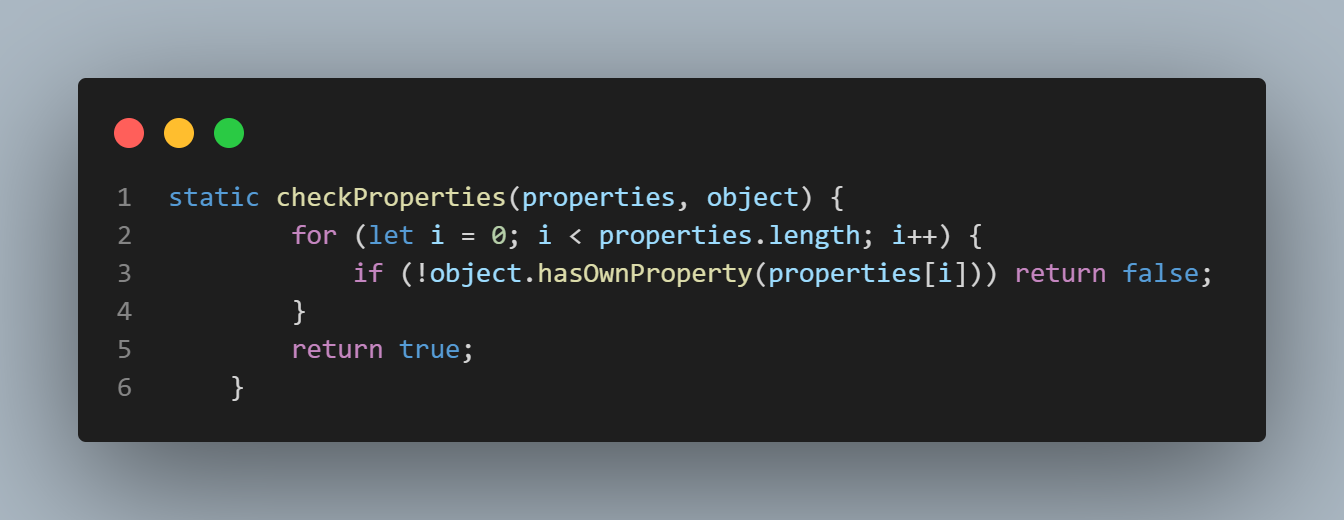 1 static checkProperties(properties, object) {
2         for (let i = 0; i < properties.length; i++) {
3             if (!object.hasOwnProperty(properties[i])) return false;
4         }
5         return true;
6     }